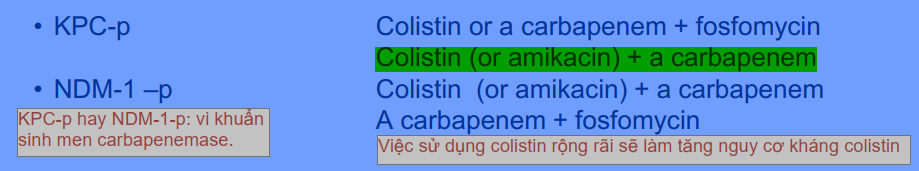 • KPC-p Colistin or a carbapenem + fosfomycin
Colistin (or amikacin) + a carbapenem
• NDM-1 –p Colistin (or amikacin) + a carbapenem
A carbapenem + fosfomycin
KPC-p hay NDM-1-p: vi khuẩn
sinh men carbapenemase.
Việc sử dụng colistin rộng rãi sẽ làm tăng nguy cơ kháng colistin